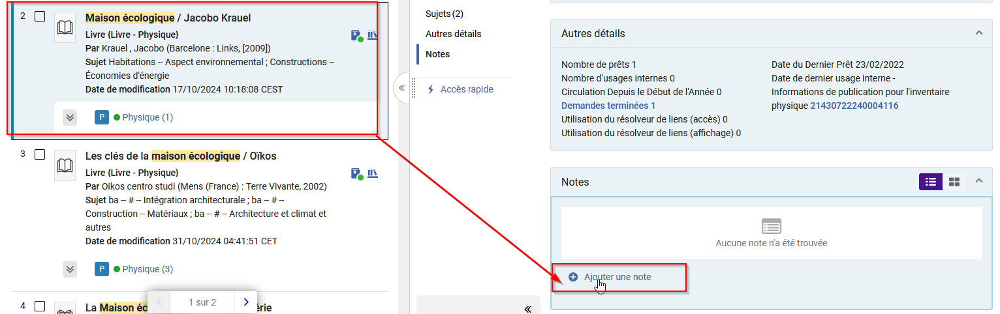 2
Maison écologique / Jacobo Krauel
Livre {Livre - Physique}
Par Krauel , Jacobo (Barcelone : Links, [2009])
Sujet Habitations -- Aspect environnemental ; Constructions --
Économies d'énergie
Date de modification 17/10/2024 10:18:08 CEST
P Physique (1)
3
Les clés de la maison écologique / Oïkos
Livre {Livre - Physique}
Par Oikos centro studi (Mens (France) : Terre Vivante, 2002)
Sujet ba -- # -- Intégration architecturale ; ba -- # --
Construction -- Matériaux ; ba -- # -- Architecture et climat et
autres
Date de modification 31/10/2024 04:41:51 CET
P Physique (3)
4
La Maison éco
érie
1 sur 2
Sujets (2)
Autres détails
Notes
Accès rapide
Autres détails
Nombre de prêts 1
Nombre d'usages internes 0
Circulation Depuis le Début de l'Année 0
Demandes terminées 1
Utilisation du résolveur de liens (accès) 0
Utilisation du résolveur de liens (affichage) 0
Date du Dernier Prêt 23/02/2022
Date de dernier usage interne -
Informations de publication pour l'inventaire
physique 21430722240004116
Notes
Aucune note n'a été trouvée
Ajouter une note